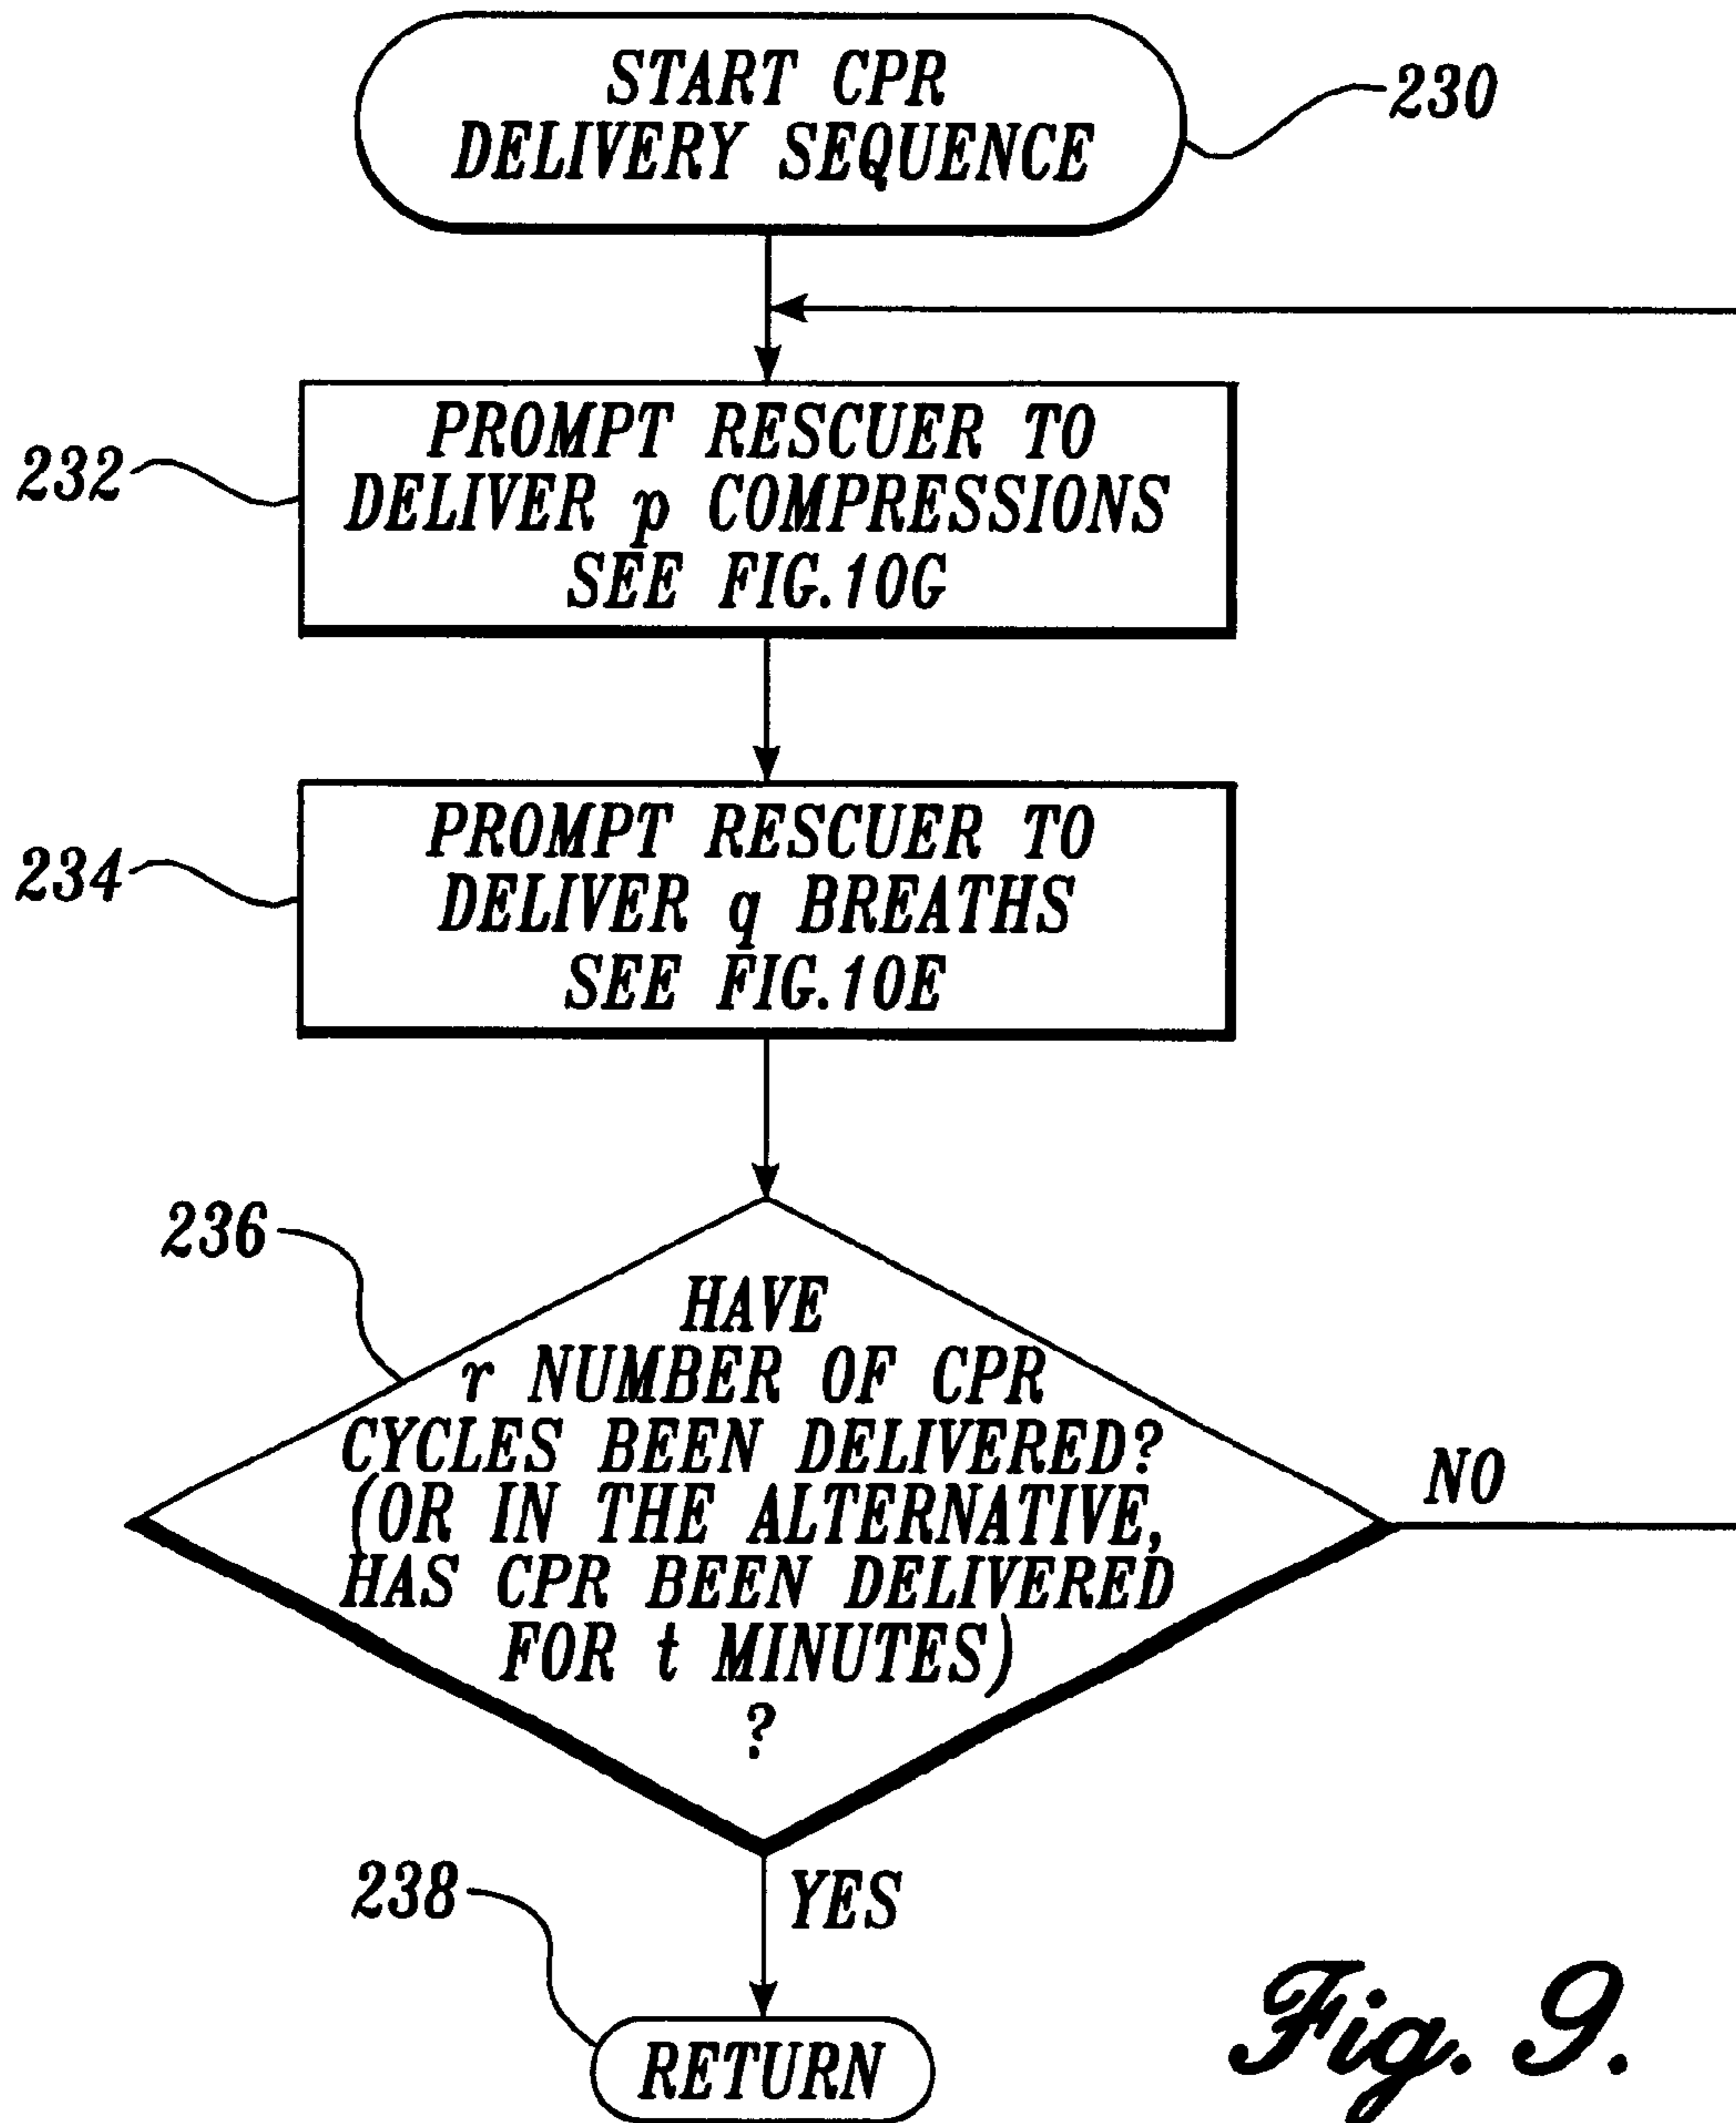 START CPR
DELIVERY SEQUENCE
230
PROMPT RESCUER TO
DELIVER p COMPRESSIONS
SEE FIG.10G
232
PROMPT RESCUER TO
DELIVER q BREATHS
SEE FIG.10E
234
236
HAVE
r NUMBER OF CPR
CYCLES BEEN DELIVERED?
(OR IN THE ALTERNATIVE,
HAS CPR BEEN DELIVERED
FOR t MINUTES)
?
NO
YES
238
RETURN
Fig. 9.